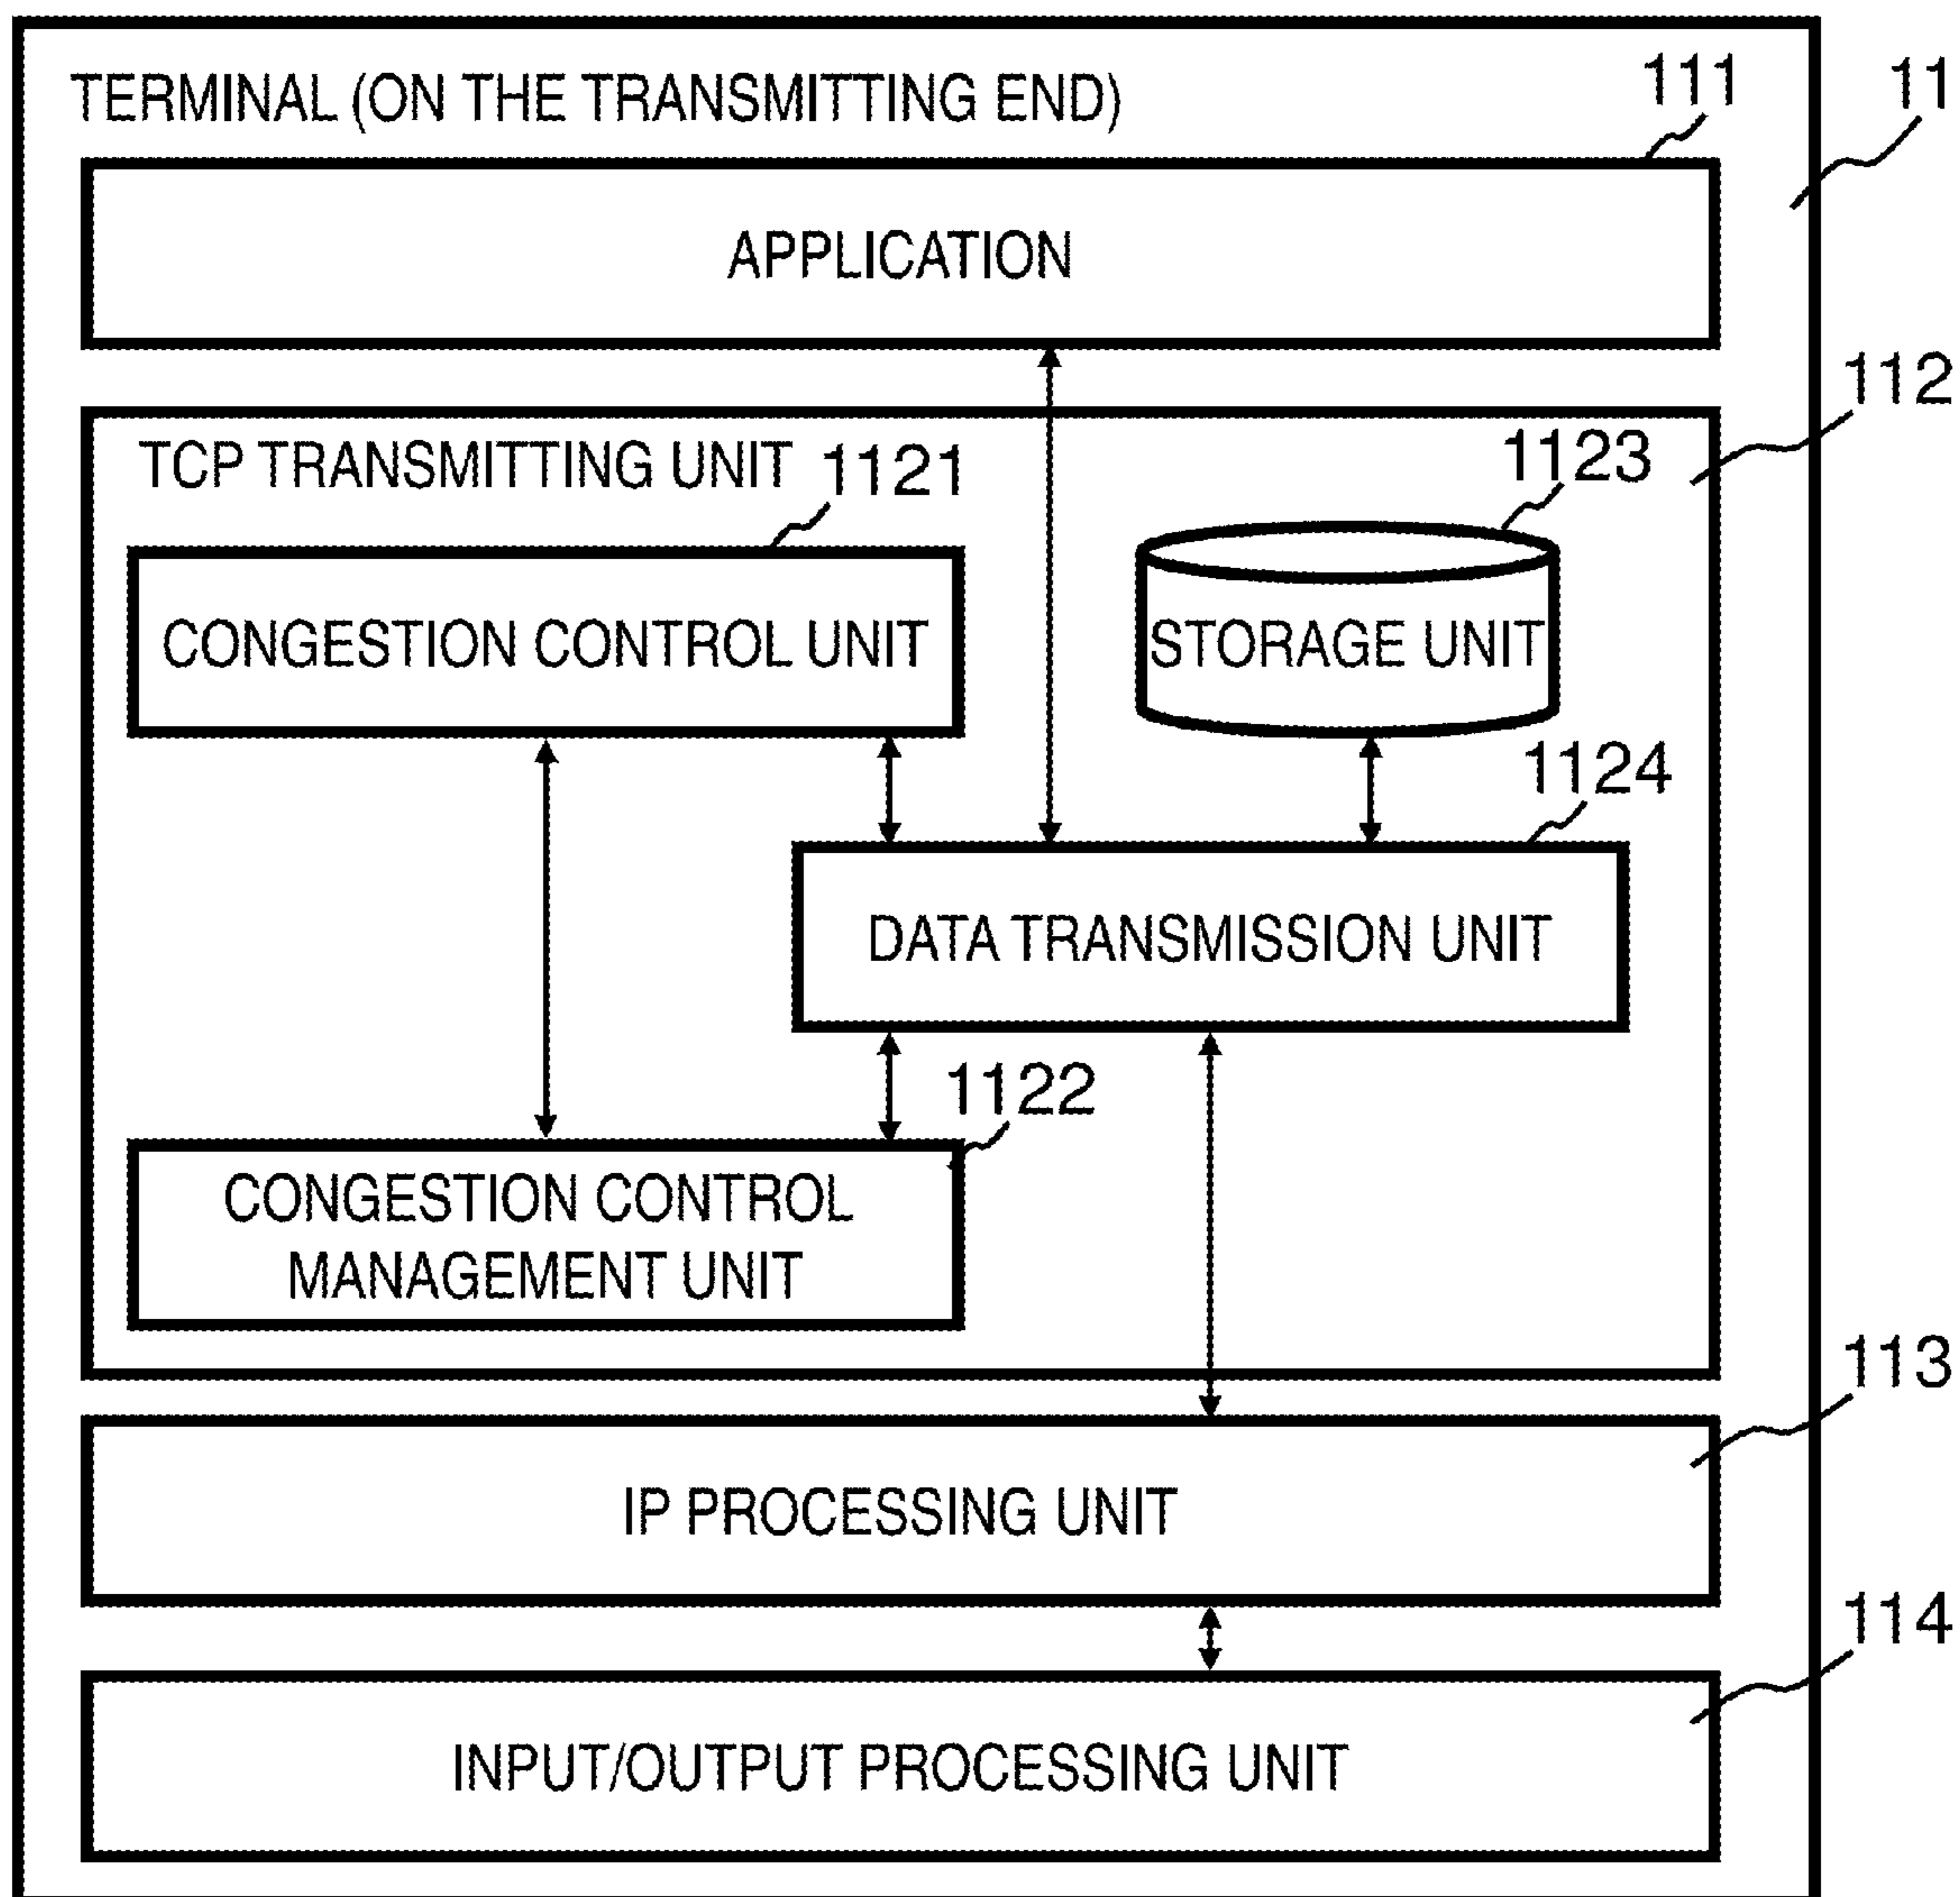 TERMINAL (ON THE TRANSMITTING END)
111
11
APPLICATION
112
TCP TRANSMITTING UNIT
1121
1123
CONGESTION CONTROL UNIT
STORAGE UNIT
1124
DATA TRANSMISSION UNIT
1122
CONGESTION CONTROL
MANAGEMENT UNIT
113
IP PROCESSING UNIT
114
INPUT/OUTPUT PROCESSING UNIT